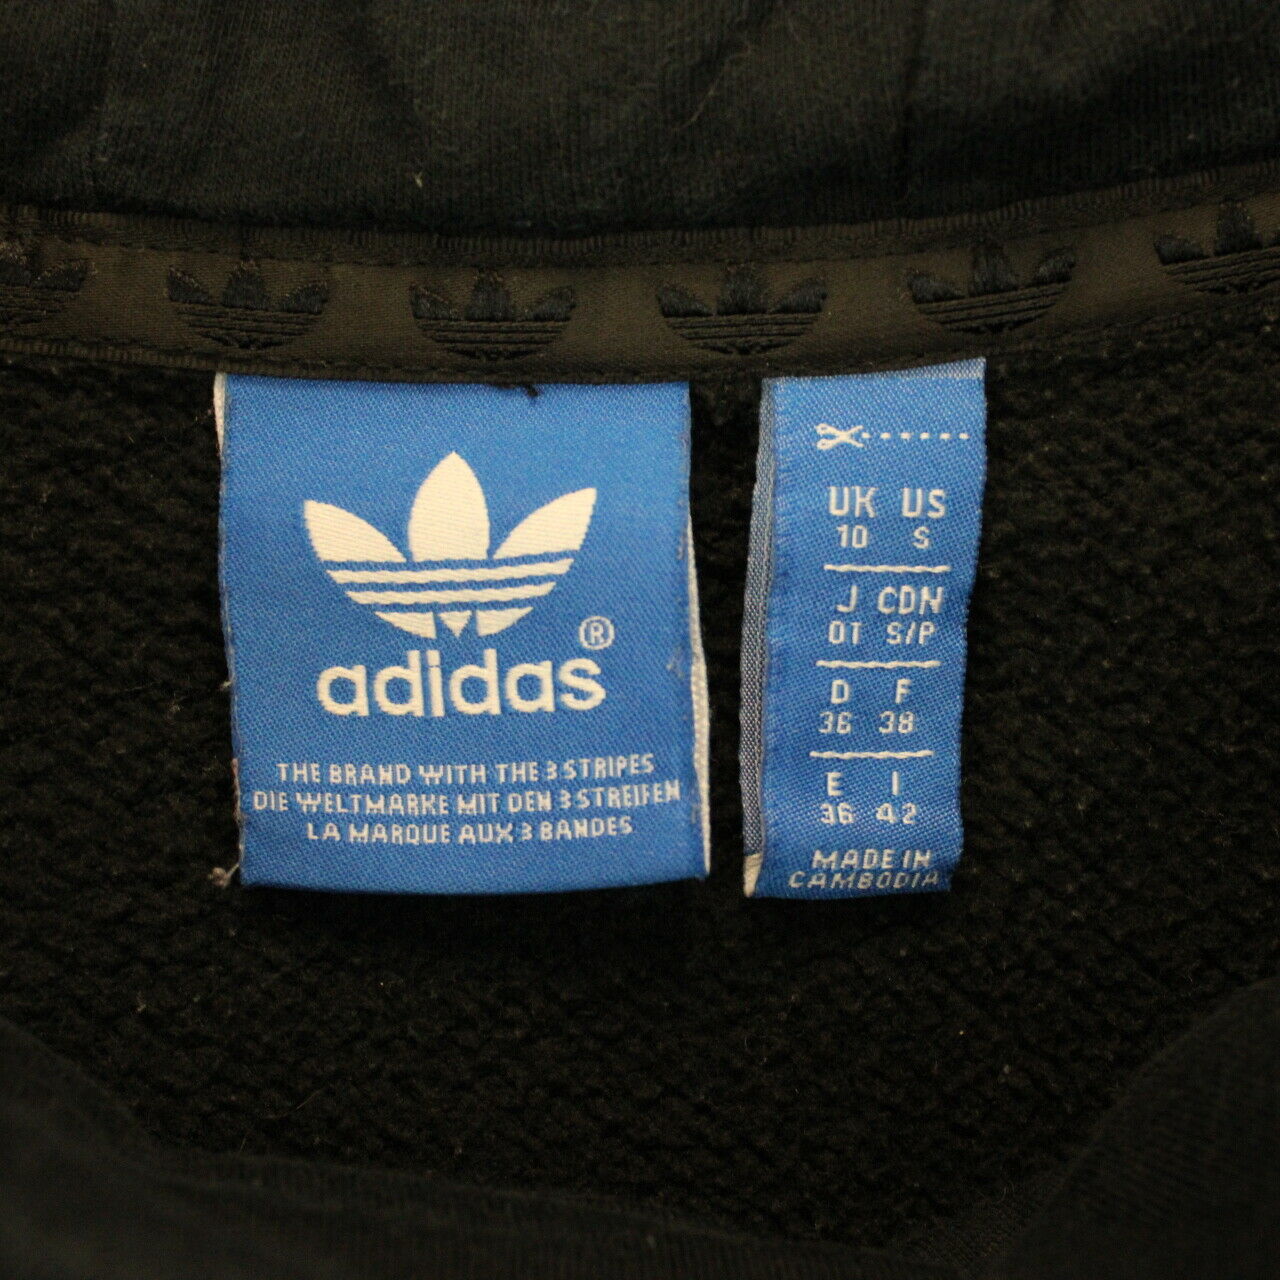 adidas®
THE BRAND WITH THE 3 STRIPES
DIE WELTMARKE MIT DEN 3 STREIFEN
LA MARQUE AUX 3 BANDES
UK US
10 S
J CDN
OT S/P
D F
36 38
E I
36 42
MADE IN
CAMBODIA